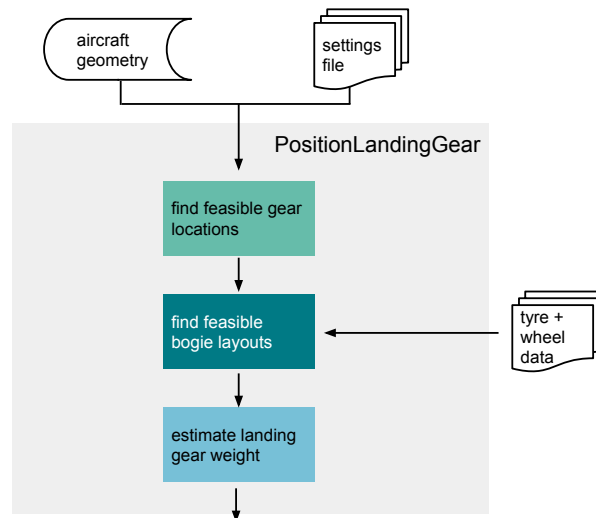 aircraft
geometry
settings
file
PositionLandingGear
find feasible gear
locations
find feasible
bogie layouts
tyre +
wheel
data
estimate landing
gear weight